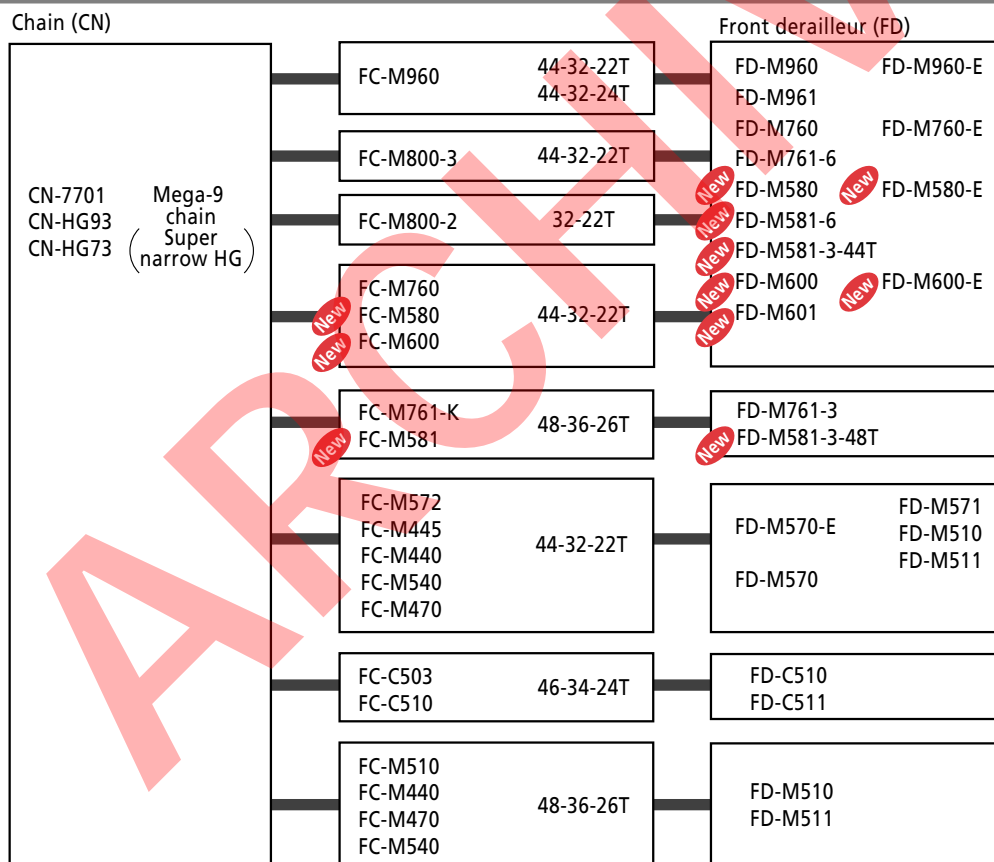 Chain (CN)
Front derailleur (FD)
CN-7701
CN-HG93
CN-HG73
Mega-9
chain
Super
narrow HG
FC-M960
44-32-22T
44-32-24T
FC-M800-3
44-32-22T
FC-M800-2
32-22T
FD-M960 FD-M960-E
FD-M961
FD-M760 FD-M760-E
FD-M761-6
New FD-M580 New FD-M580-E
New FD-M581-6
New FD-M581-3-44T
New FD-M600 New FD-M600-E
New FD-M601
FC-M760
New FC-M580
New FC-M600
44-32-22T
FC-M761-K
New FC-M581
48-36-26T
FD-M761-3
New FD-M581-3-48T
FC-M572
FC-M445
FC-M440
FC-M540
FC-M470
44-32-22T
FD-M570-E
FD-M570
FD-M571
FD-M510
FD-M511
FC-C503
FC-C510
46-34-24T
FD-C510
FD-C511
FC-M510
FC-M440
FC-M470
FC-M540
48-36-26T
FD-M510
FD-M511